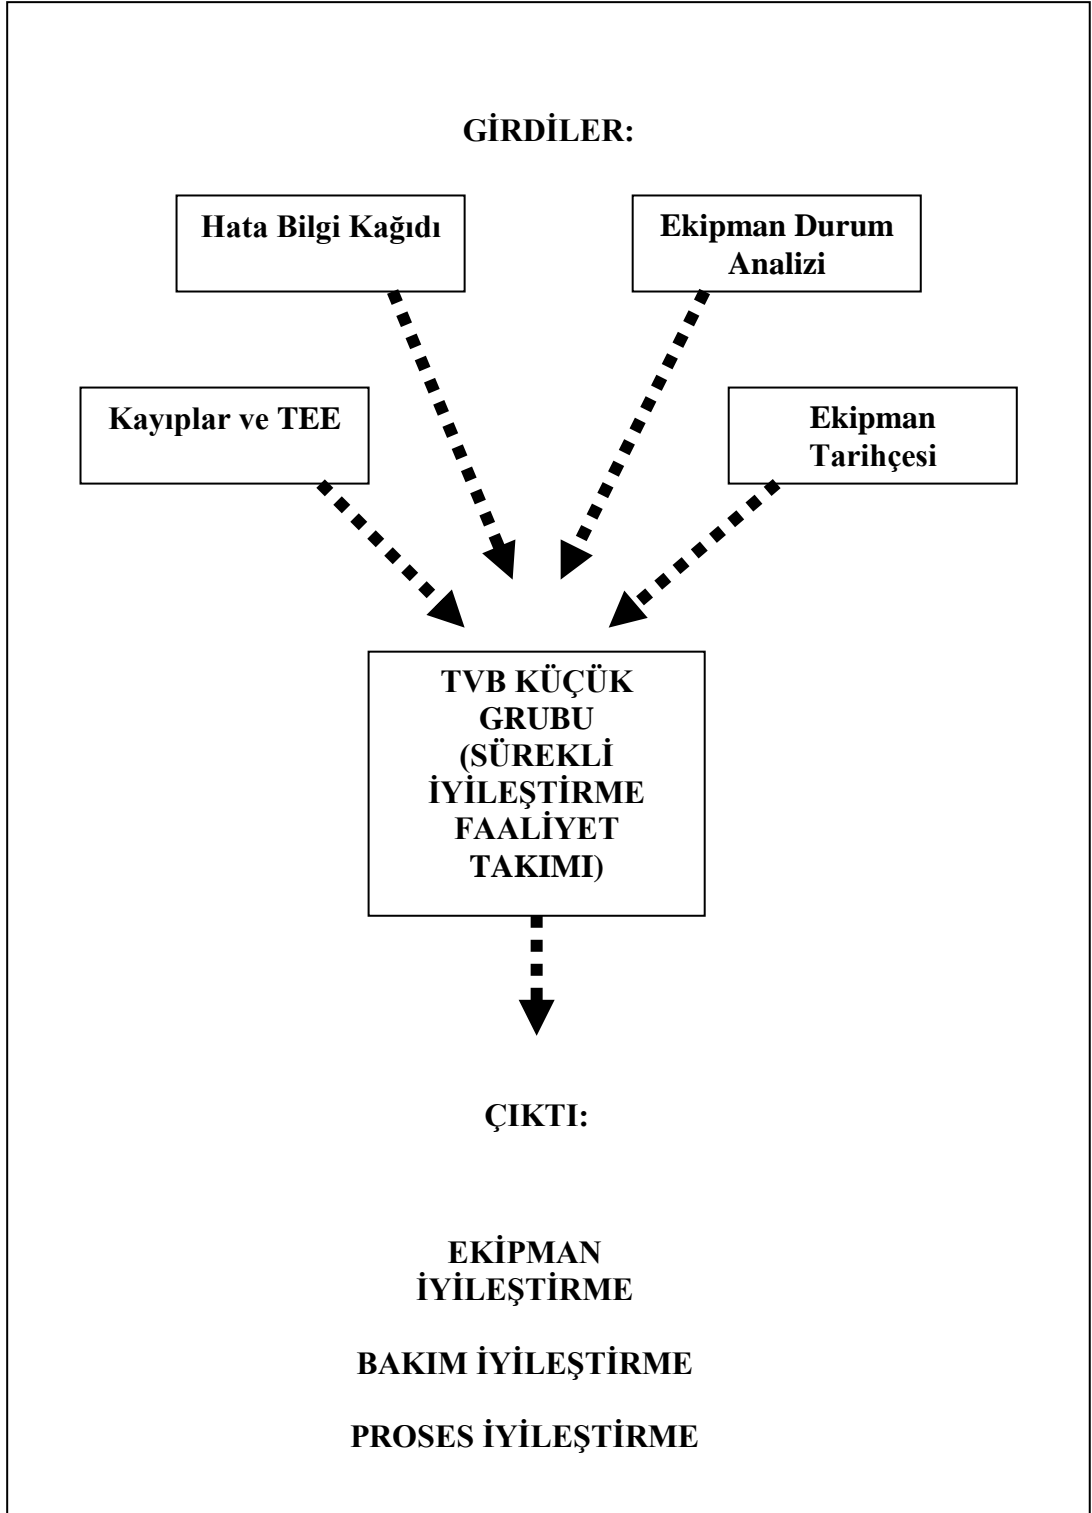 GİRDİLER:
Hata Bilgi Kağıdı
Ekipman Durum
Analizi
Kayıplar ve TEE
Ekipman
Tarihçesi
TVB KÜÇÜK
GRUBU
(SÜREKLİ
İYİLEŞTİRME
FAALİYET
TAKIMI)
ÇIKTI:
EKİPMAN
İYİLEŞTİRME
BAKIM İYİLEŞTİRME
PROSES İYİLEŞTİRME